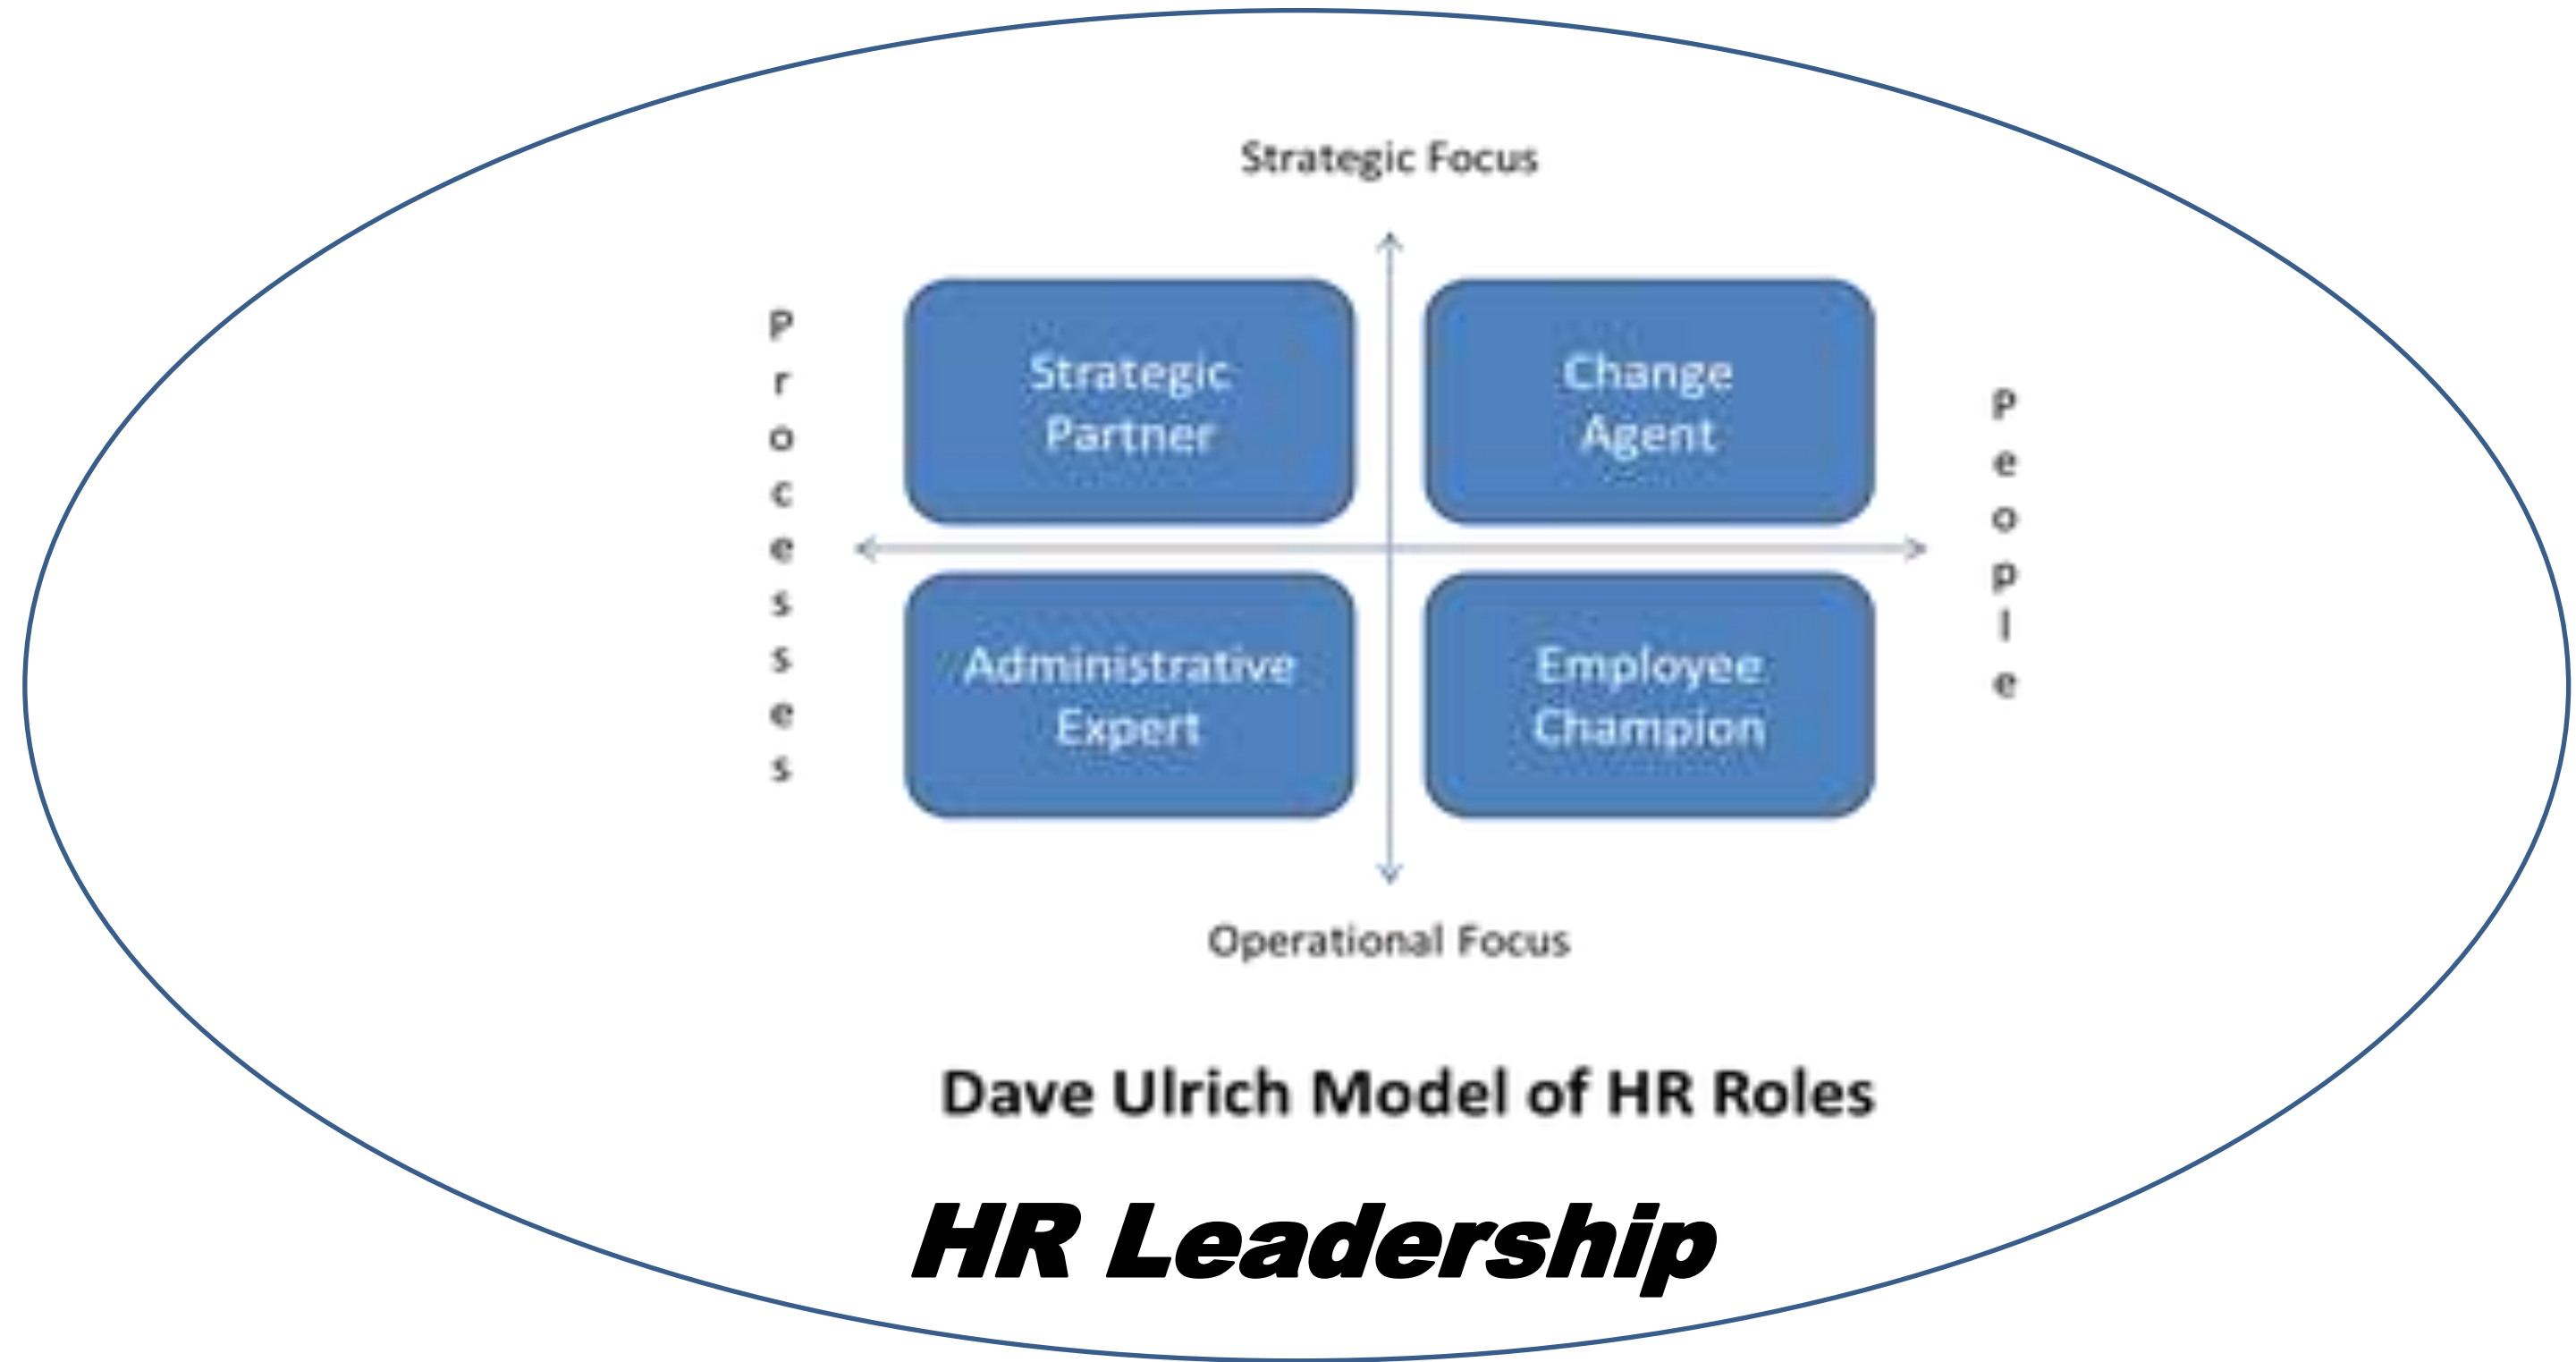 Strategic Focus
Processes
Strategic
Partner
Change
Agent
People
Administrative
Expert
Employee
Champion
Operational Focus
Dave Ulrich Model of HR Roles
HR Leadership